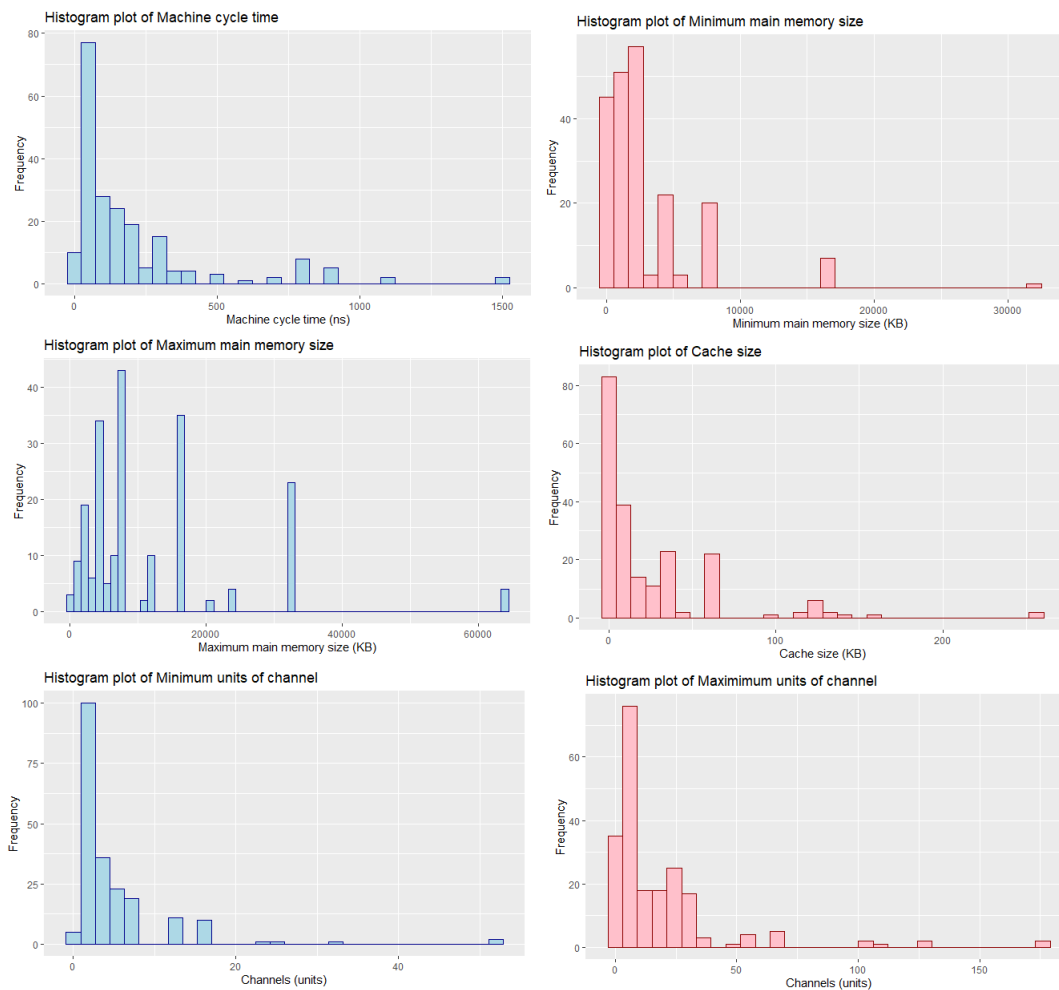 Histogram plot of Machine cycle time
80
60
40
20
0
Frequency
0 500 1000 1500
Machine cycle time (ns)
Histogram plot of Minimum main memory size
40
20
0
Frequency
0 10000 20000 30000
Minimum main memory size (KB)
Histogram plot of Maximum main memory size
40
30
20
10
0
Frequency
0 20000 40000 60000
Maximum main memory size (KB)
Histogram plot of Cache size
80
60
40
20
0
Frequency
0 100 200
Cache size (KB)
Histogram plot of Minimum units of channel
100
75
50
25
0
Frequency
0 20 40
Channels (units)
Histogram plot of Maximimum units of channel
60
40
20
0
Frequency
0 50 100 150
Channels (units)